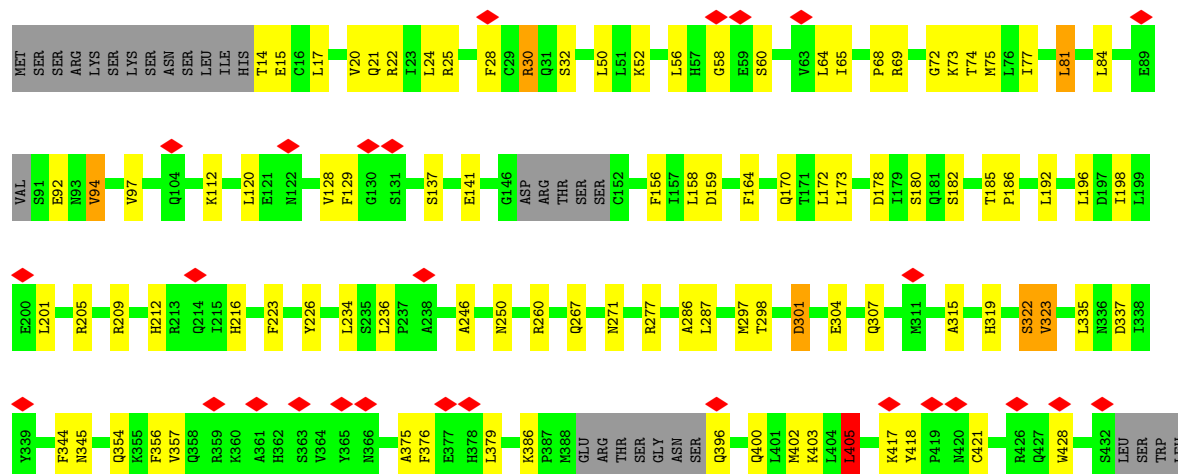 MET SER SER ARG LYS SER LYS SER ASN SER LEU ILE HIS T14 E15 C16 L17 V20 Q21 R22 I23 L24 R25 F28 C29 R30 Q31 S32 L50 L51 K52 L56 H57 G58 E59 S60 V63 L64 I65 P68 R69 G72 K73 T74 M75 L76 I77 L81 L84 E89
VAL S91 E92 N93 V94 V97 Q104 K112 L120 E121 N122 V128 F129 G130 S131 S137 E141 G146 ASP ARG THR SER SER C152 F156 I157 L158 D159 F164 Q170 T171 L172 L173 D178 I179 S180 Q181 S182 T185 P186 L192 L196 D197 I198 L199
E200 L201 R205 R209 H212 R213 Q214 I215 H216 F223 Y226 L234 S235 L236 P237 A238 A246 N250 R260 Q267 N271 R277 A286 L287 M297 T298 D301 E304 Q307 M311 A315 H319 S322 V323 L335 N336 D337 I338
Y339 F344 N345 Q354 K355 F356 V357 Q358 R359 K360 A361 H362 S363 V364 Y365 N366 A375 F376 E377 H378 L379 K386 P387 M388 GLU ARG THR SER GLY ASN SER Q396 Q400 L401 M402 K403 L404 L405 K417 Y418 P419 N420 C421 R426 Q427 W428 S432 LEU SER TRP